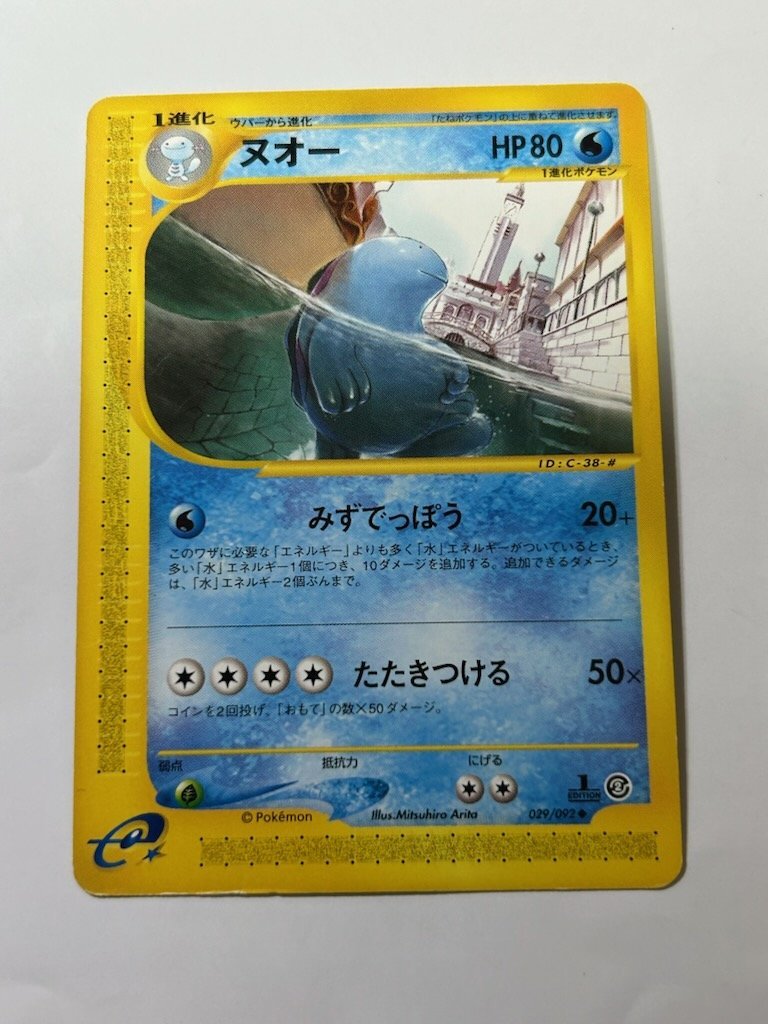 1進化
ウパーから進化
「たねポケモン」の上に重ねて進化させます。
ヌオー
HP80
1進化ポケモン
ID:C-38-#
みずでっぽう
20+
このワザに必要な「エネルギー」よりも多く「水」エネルギーがついているとき、
多い「水」エネルギー1個につき、10ダメージを追加する。追加できるダメージ
は、「水」エネルギー2個ぶんまで。
たたきつける
50×
コインを2回投げ、「おもて」の数×50ダメージ。
弱点
抵抗力
にげる
1
EDITION
2
© Pokémon
Illus.Mitsuhiro Arita
029/092◆
e